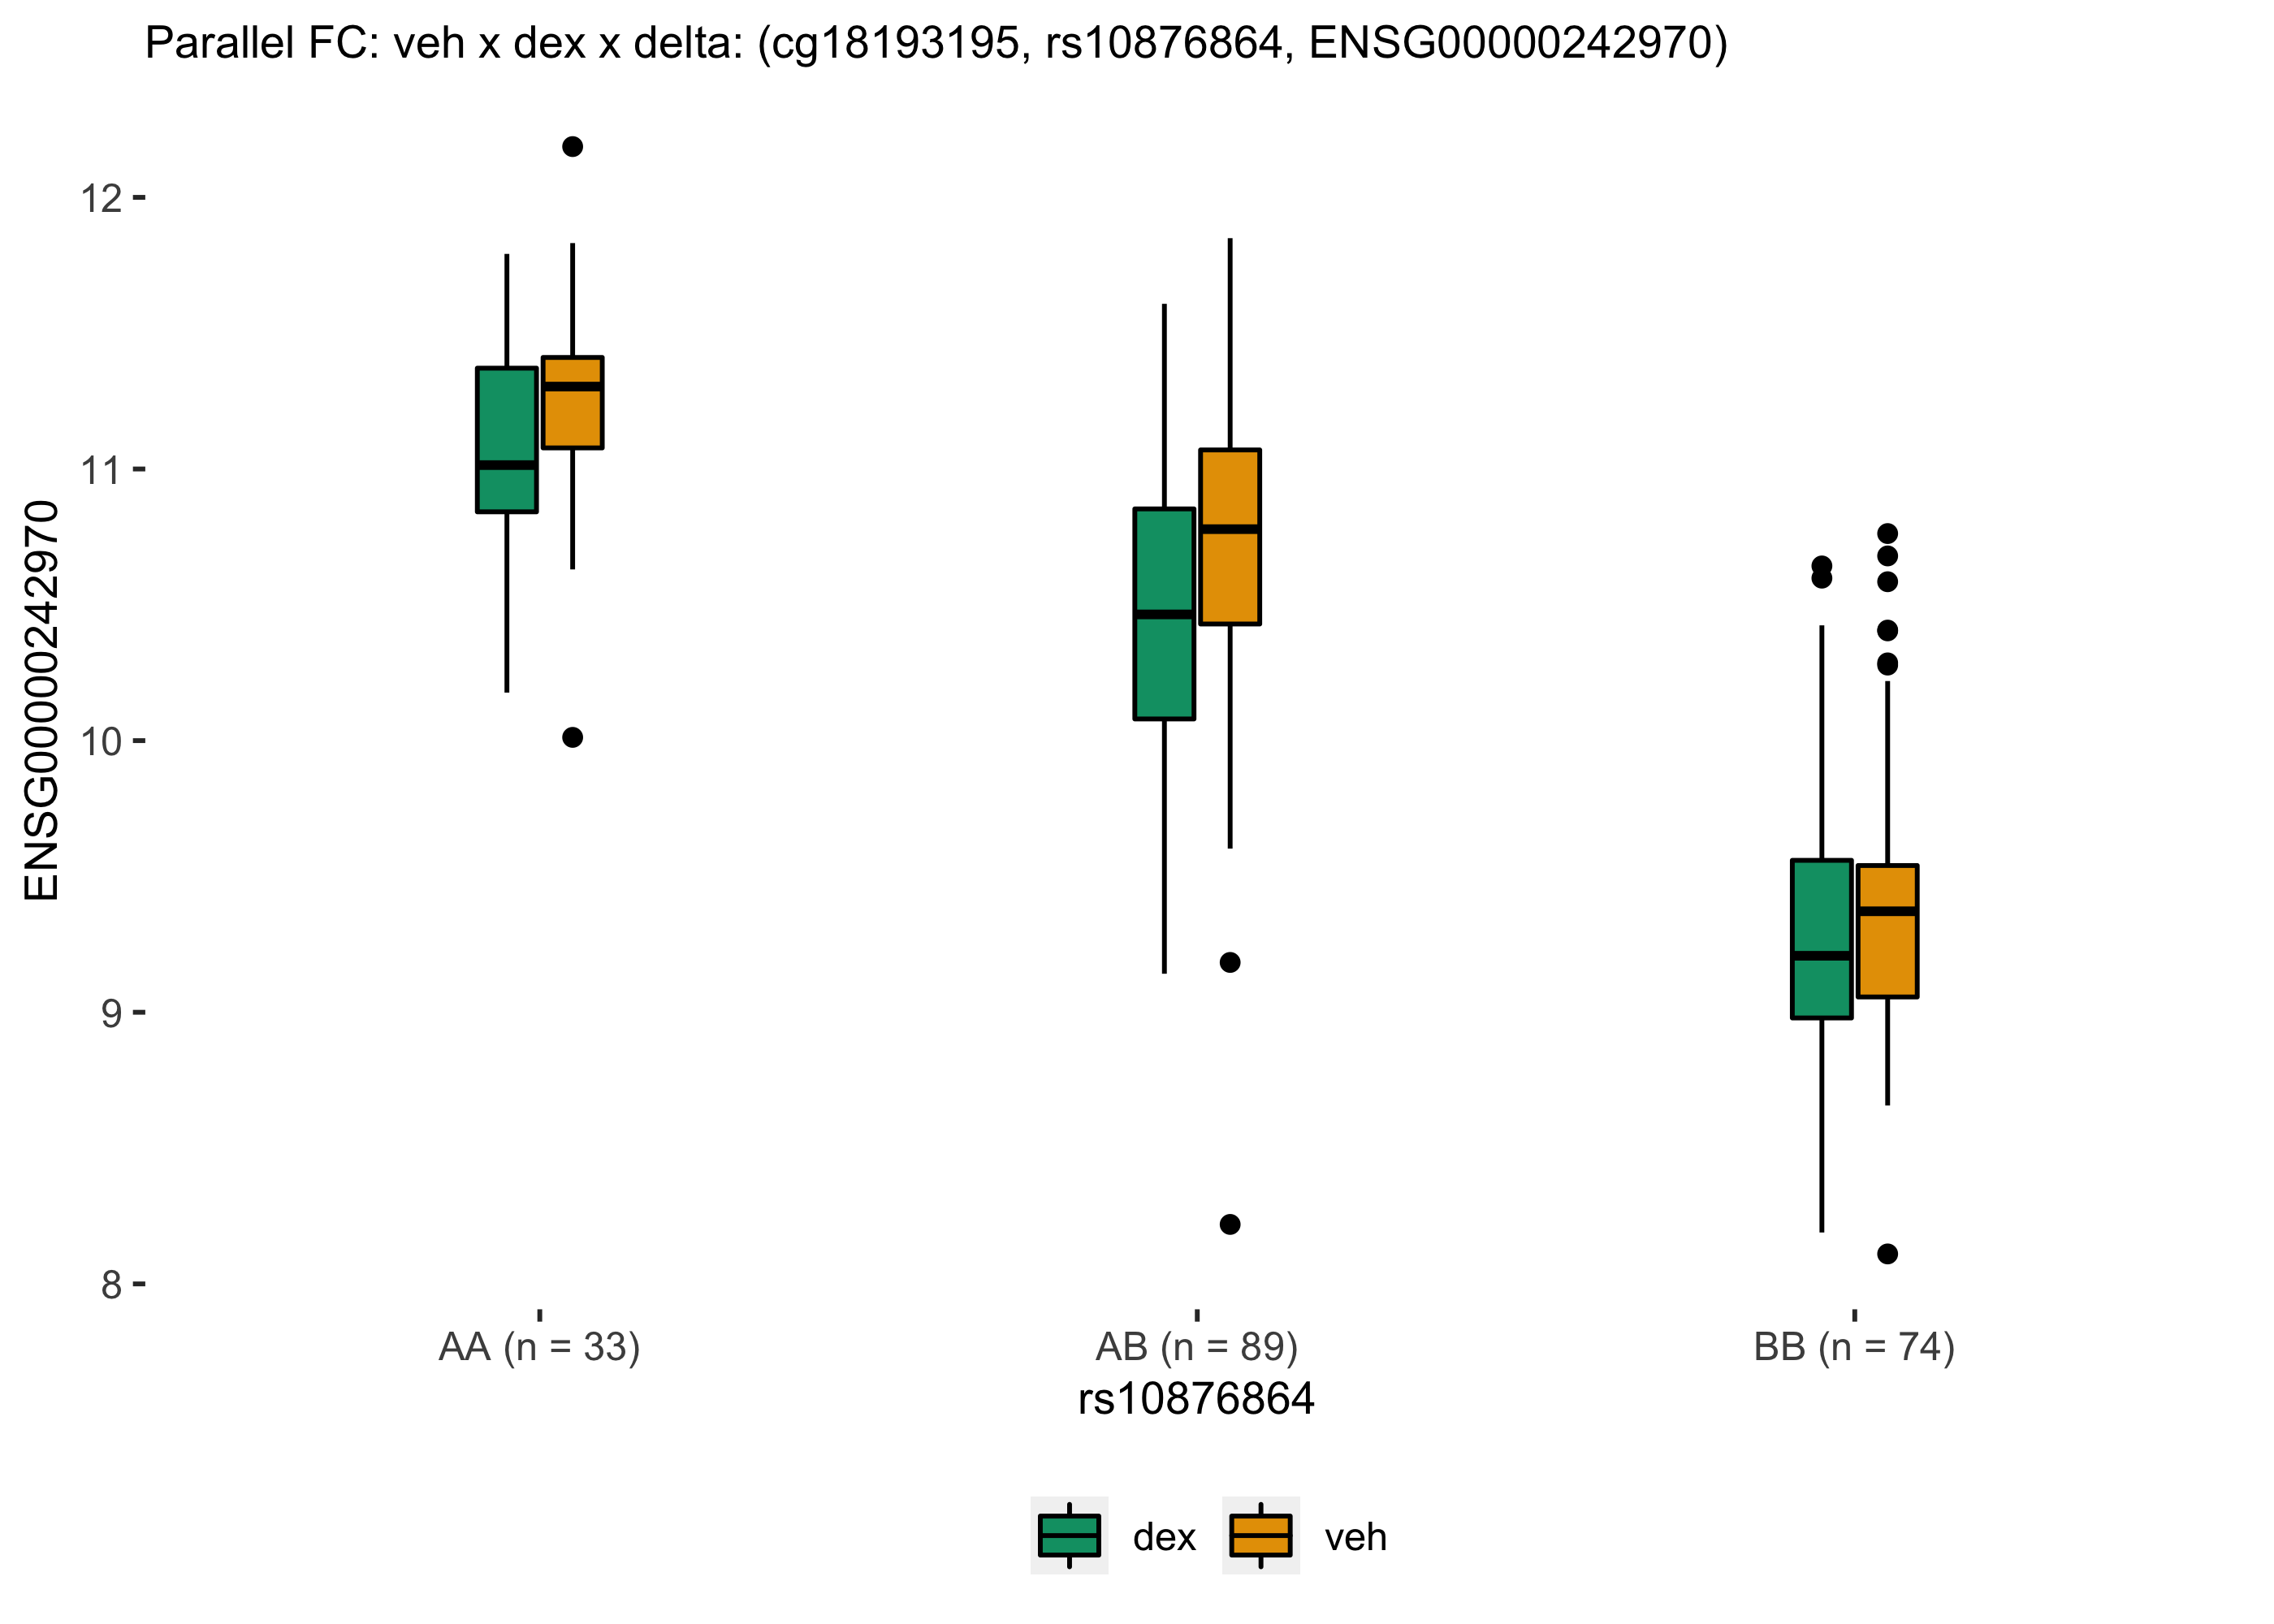 Parallel FC: veh x dex x delta: (cg18193195, rs10876864, ENSG00000242970)
ENSG00000242970
12
11
10
9
8
AA (n = 33)
AB (n = 89)
BB (n = 74)
rs10876864
dex
veh